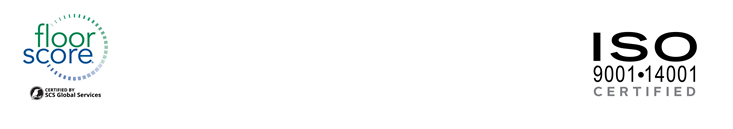 floor
score
CERTIFIED BY
SCS Global Services
ISO
9001•14001
CERTIFIED